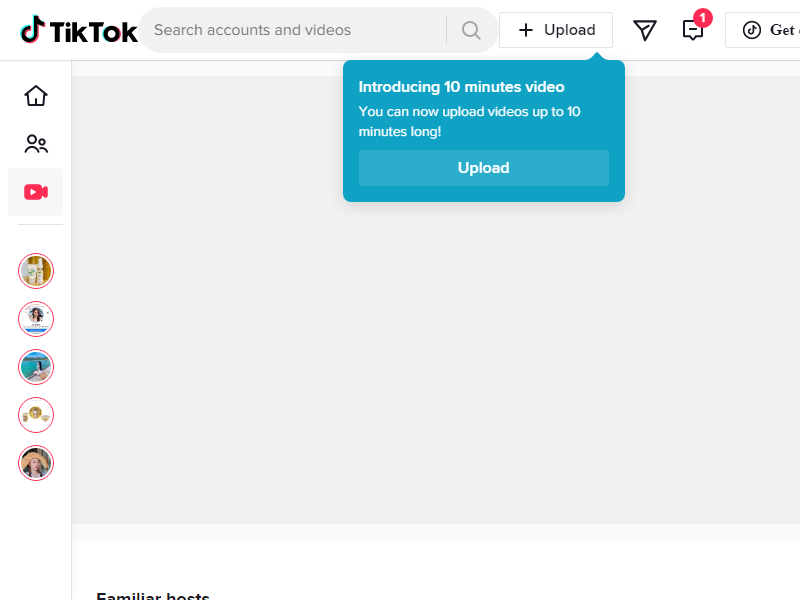 TikTok
Search accounts and videos
Upload
1
Get
Introducing 10 minutes video
You can now upload videos up to 10
minutes long!
Upload
Familiar hosts